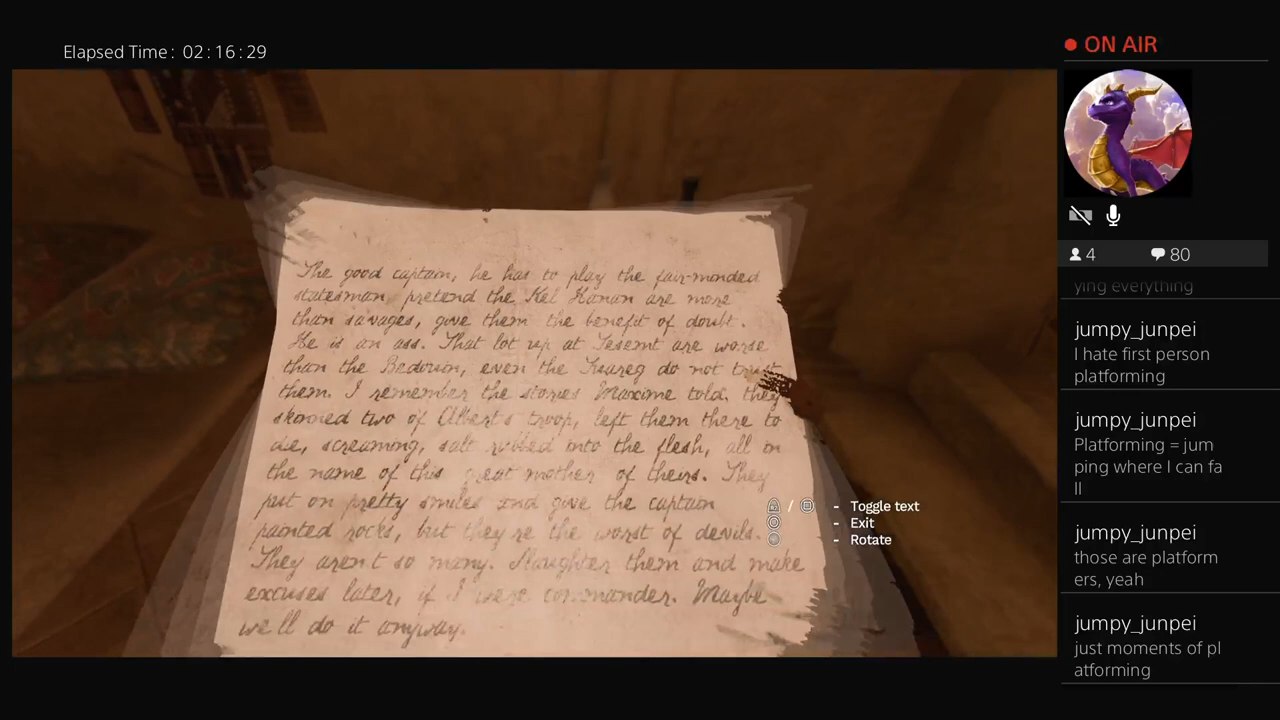 Elapsed Time: 02:16:29
ON AIR
4
80
The good captain, he has to play the fair-minded
statesman, pretend the Kel Hanan are more
than savages, give them the benefit of doubt.
He is an ass. That lot up at Tesemt are worse
than the Bedouin, even the Tuareg do not trust
them. I remember the stories Maxime told. they
skinned two of Albert's troop, left them there to
die, screaming, salt rubbed into the flesh, all in
the name of this great mother of theirs. They
put on pretty smiles and give the captain
painted rocks, but they're the worst of devils.
They aren't so many. Slaughter them and make
excuses later, if I were commander. Maybe
we'll do it anyway.
/ - Toggle text
- Exit
- Rotate
ying everything
jumpy_junpei
I hate first person
platforming
jumpy_junpei
Platforming = jum
ping where I can fa
ll
jumpy_junpei
those are platform
ers, yeah
jumpy_junpei
just moments of pl
atforming